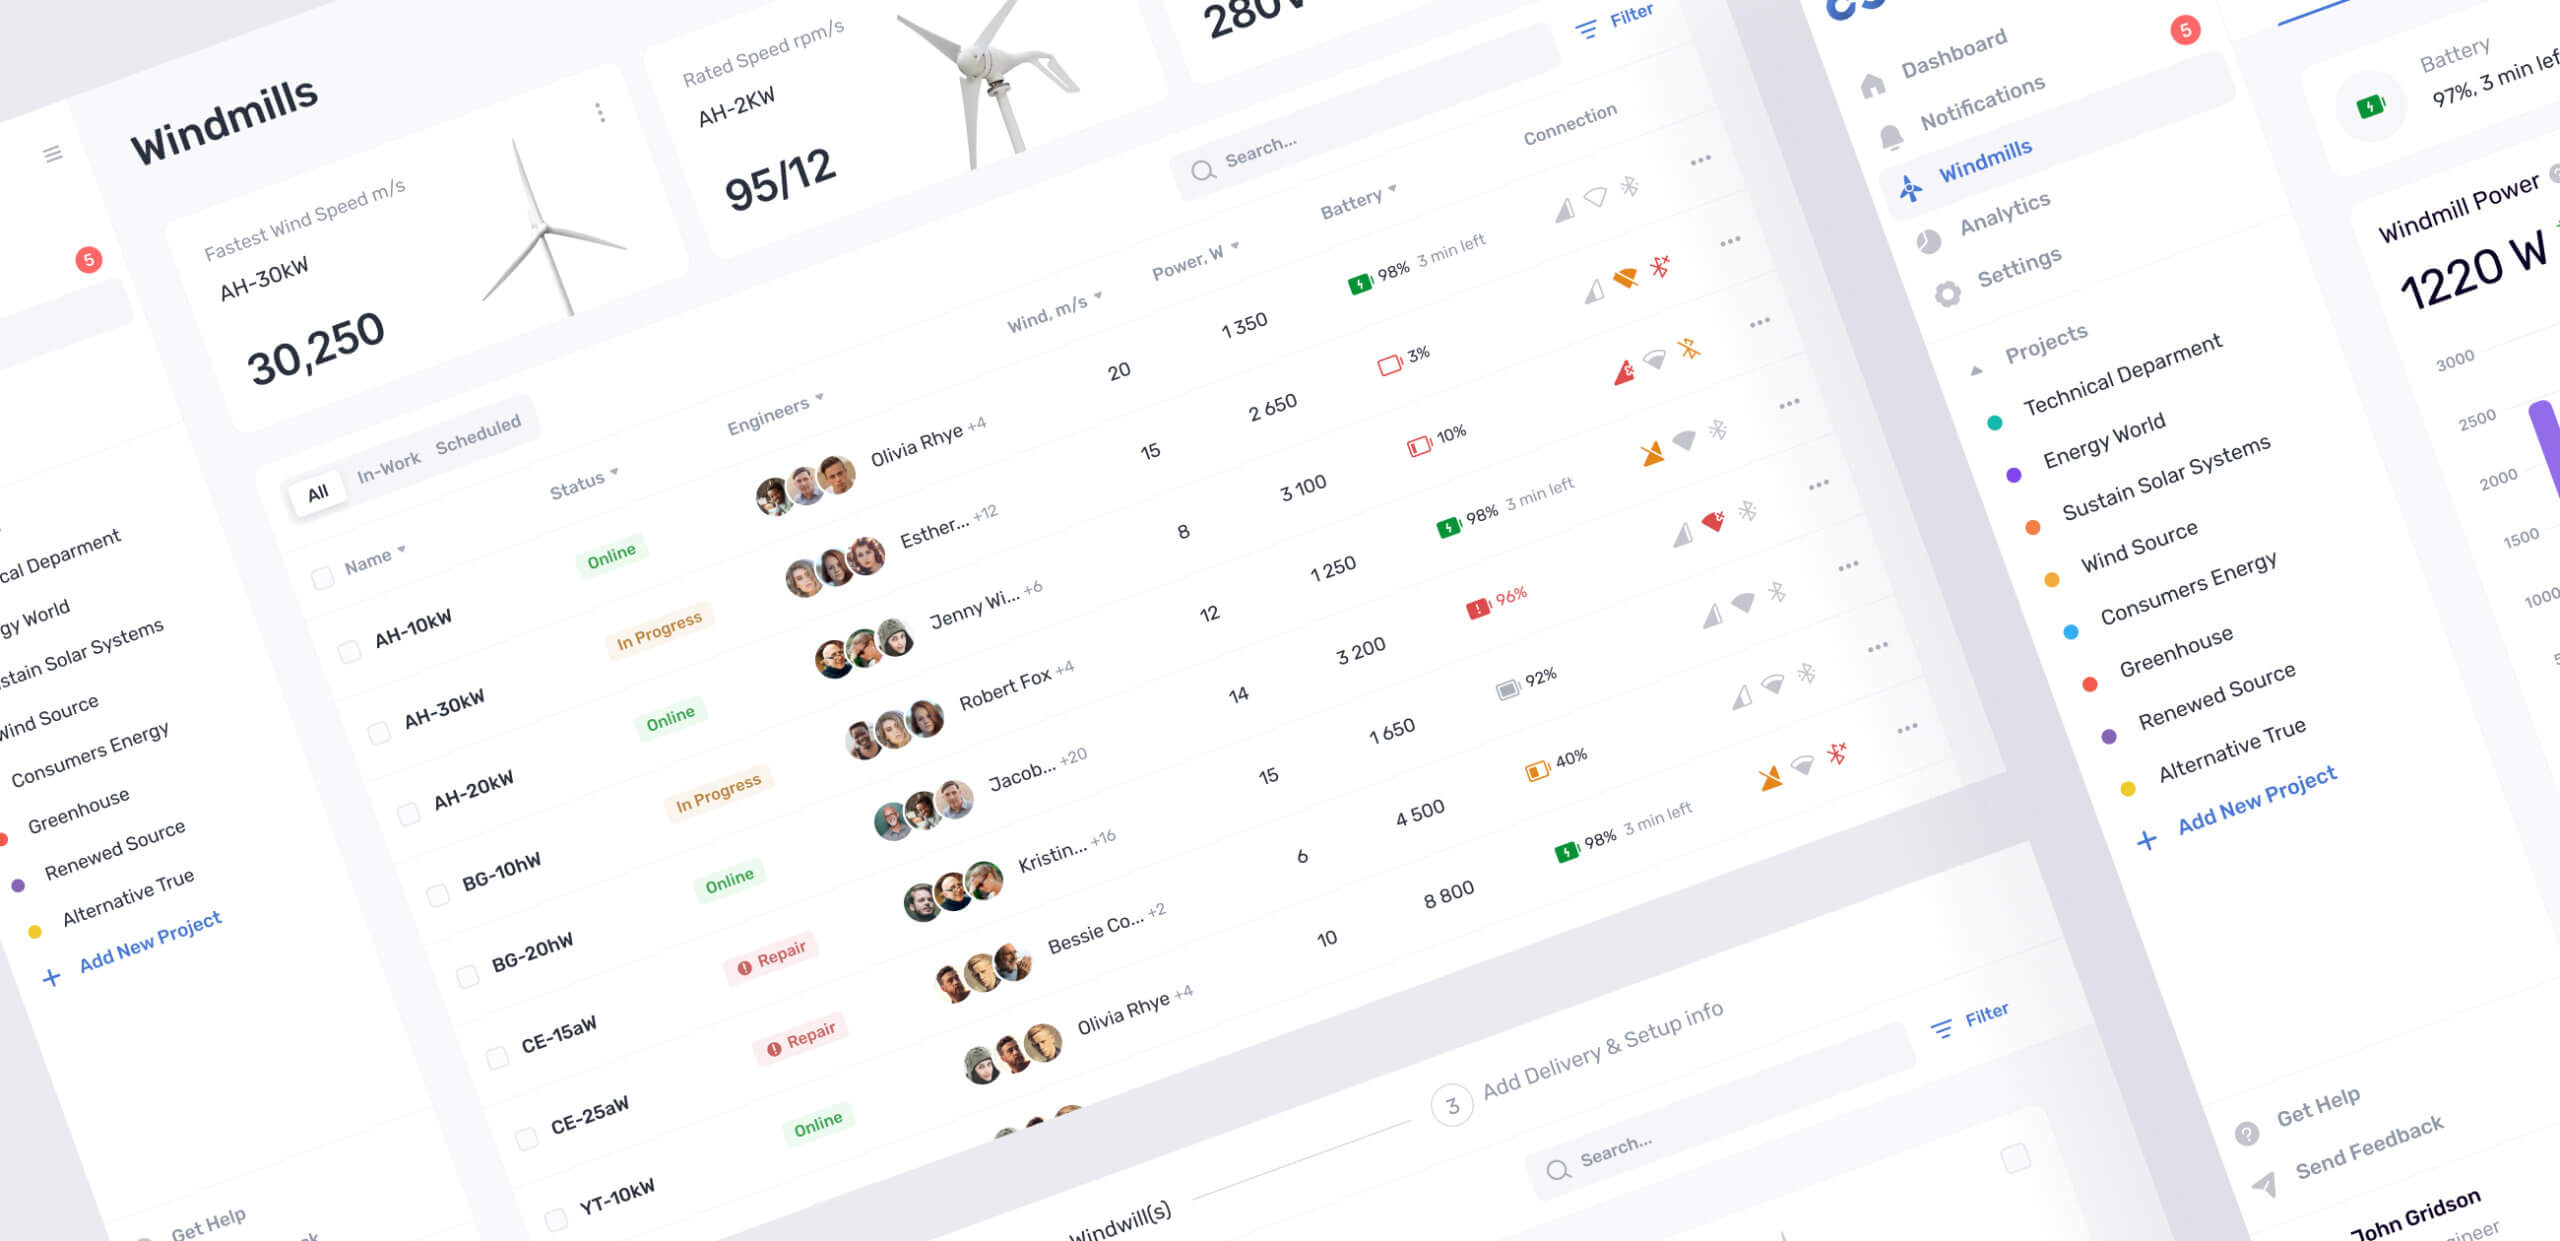 Windmills
5
Fastest Wind Speed m/s
AH-30kW
30,250
Rated Speed rpm/s
AH-2KW
95/12
Search...
Filter
All
In-Work
Scheduled
Name
Status
Engineers
Wind, m/s
Power, W
Battery
Connection
AH-10kW Online Olivia Rhye +4 20 1 350 98% 3 min left
AH-30kW In Progress Esther... +12 15 2 650 3%
AH-20kW Online Jenny Wi... +6 8 3 100 10%
BG-10hW In Progress Robert Fox +4 12 1 250 98% 3 min left
BG-20hW Online Jacob... +20 14 3 200 96%
CE-15aW Repair Kristin... +16 15 1 650 92%
CE-25aW Repair Bessie Co... +2 6 4 500 40%
YT-10kW Online Olivia Rhye +4 10 8 800 98% 3 min left
cal Deparment
gy World
stain Solar Systems
Wind Source
Consumers Energy
Greenhouse
Renewed Source
Alternative True
Add New Project
Get Help
Windwill(s)
3
Add Delivery & Setup info
Search...
Filter
Dashboard
Notifications
5
Windmills
Analytics
Settings
Projects
Technical Deparment
Energy World
Sustain Solar Systems
Wind Source
Consumers Energy
Greenhouse
Renewed Source
Alternative True
Add New Project
Get Help
Send Feedback
John Gridson
Battery
97%, 3 min lef
Windmill Power
1220 W
3000
2500
2000
1500
1000